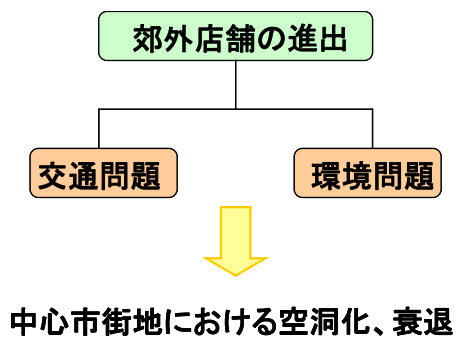 郊外店舗の進出
交通問題
環境問題
中心市街地における空洞化、衰退